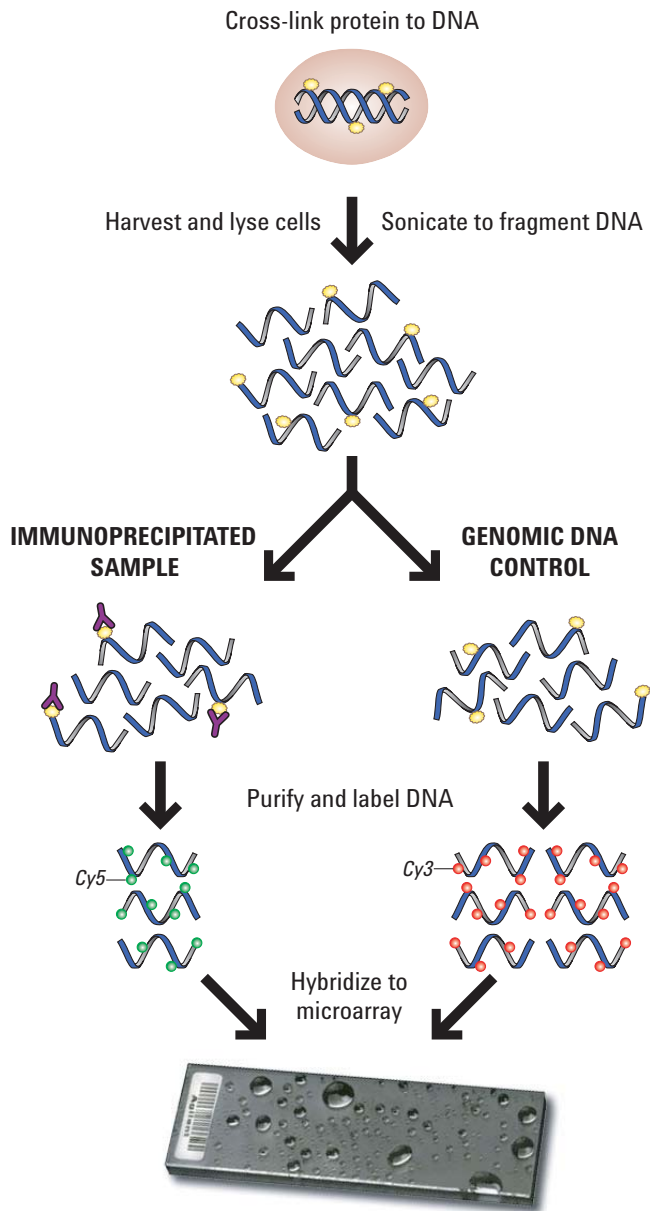 Cross-link protein to DNA
Harvest and lyse cells
Sonicate to fragment DNA
IMMUNOPRECIPITATED
SAMPLE
GENOMIC DNA
CONTROL
Purify and label DNA
Cy5
Cy3
Hybridize to
microarray
Agilent